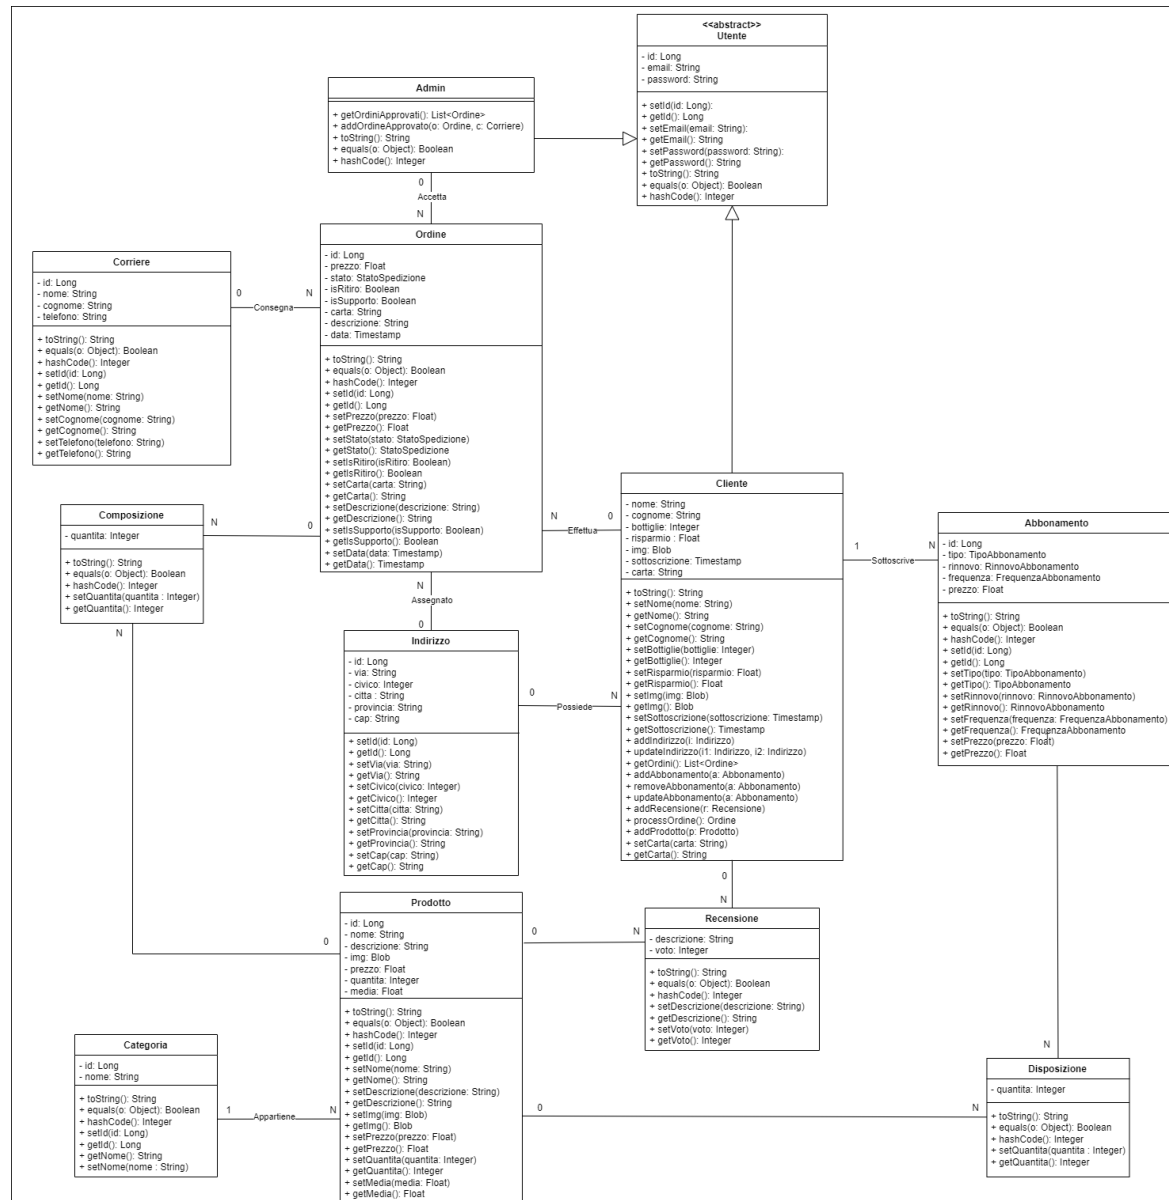 <<abstract>>
Utente
- id: Long
- email: String
- password: String
+ setId(id: Long):
+ getId(): Long
+ setEmail(email: String):
+ getEmail(): String
+ setPassword(password: String):
+ getPassword(): String
+ toString(): String
+ equals(o: Object): Boolean
+ hashCode(): Integer
Admin
+ getOrdiniApprovati(): List<Ordine>
+ addOrdineApprovato(o: Ordine, c: Corriere)
+ toString(): String
+ equals(o: Object): Boolean
+ hashCode(): Integer
0
Accetta
N
Ordine
- id: Long
- prezzo: Float
- stato: StatoSpedizione
- isRitiro: Boolean
- isSupporto: Boolean
- carta: String
- descrizione: String
- data: Timestamp
+ toString(): String
+ equals(o: Object): Boolean
+ hashCode(): Integer
+ setId(id: Long)
+ getId(): Long
+ setPrezzo(prezzo: Float)
+ getPrezzo(): Float
+ setStato(stato: StatoSpedizione)
+ getStato(): StatoSpedizione
+ setIsRitiro(isRitiro: Boolean)
+ getIsRitiro(): Boolean
+ setCarta(carta: String)
+ getCarta(): String
+ setDescrizione(descrizione: String)
+ getDescrizione(): String
+ setIsSupporto(isSupporto: Boolean)
+ getIsSupporto(): Boolean
+ setData(data: Timestamp)
+ getData(): Timestamp
Corriere
- id: Long
- nome: String
- cognome: String
- telefono: String
+ toString(): String
+ equals(o: Object): Boolean
+ hashCode(): Integer
+ setId(id: Long)
+ getId(): Long
+ setNome(nome: String)
+ getNome(): String
+ setCognome(cognome: String)
+ getCognome(): String
+ setTelefono(telefono: String)
+ getTelefono(): String
0
Consegna
N
Composizione
- quantita: Integer
+ toString(): String
+ equals(o: Object): Boolean
+ hashCode(): Integer
+ setQuantita(quantita : Integer)
+ getQuantita(): Integer
N
0
N
0
N
Effettua
0
Cliente
- nome: String
- cognome: String
- bottiglie: Integer
- risparmio : Float
- img: Blob
- sottoscrizione: Timestamp
- carta: String
+ toString(): String
+ setNome(nome: String)
+ getNome(): String
+ setCognome(cognome: String)
+ getCognome(): String
+ setBottiglie(bottiglie: Integer)
+ getBottiglie(): Integer
+ setRisparmio(risparmio: Float)
+ getRisparmio(): Float
+ setImg(img: Blob)
+ getImg(): Blob
+ setSottoscrizione(sottoscrizione: Timestamp)
+ getSottoscrizione(): Timestamp
+ addIndirizzo(i: Indirizzo)
+ updateIndirizzo(i1: Indirizzo, i2: Indirizzo)
+ getOrdini(): List<Ordine>
+ addAbbonamento(a: Abbonamento)
+ removeAbbonamento(a: Abbonamento)
+ updateAbbonamento(a: Abbonamento)
+ addRecensione(r: Recensione)
+ processOrdine(): Ordine
+ addProdotto(p: Prodotto)
+ setCarta(carta: String)
+ getCarta(): String
1
Sottoscrive
N
Abbonamento
- id: Long
- tipo: TipoAbbonamento
- rinnovo: RinnovoAbbonamento
- frequenza: FrequenzaAbbonamento
- prezzo: Float
+ toString(): String
+ equals(o: Object): Boolean
+ hashCode(): Integer
+ setId(id: Long)
+ getId(): Long
+ setTipo(tipo: TipoAbbonamento)
+ getTipo(): TipoAbbonamento
+ setRinnovo(rinnovo: RinnovoAbbonamento)
+ getRinnovo(): RinnovoAbbonamento
+ setFrequenza(frequenza: FrequenzaAbbonamento)
+ getFrequenza(): FrequenzaAbbonamento
+ setPrezzo(prezzo: Float)
+ getPrezzo(): Float
N
Assegnato
0
Indirizzo
- id: Long
- via: String
- civico: Integer
- citta : String
- provincia: String
- cap: String
+ setId(id: Long)
+ getId(): Long
+ setVia(via: String)
+ getVia(): String
+ setCivico(civico: Integer)
+ getCivico(): Integer
+ setCitta(citta: String)
+ getCitta(): String
+ setProvincia(provincia: String)
+ getProvincia(): String
+ setCap(cap: String)
+ getCap(): String
0
Possiede
N
Prodotto
- id: Long
- nome: String
- descrizione: String
- img: Blob
- prezzo: Float
- quantita: Integer
- media: Float
+ toString(): String
+ equals(o: Object): Boolean
+ hashCode(): Integer
+ setId(id: Long)
+ getId(): Long
+ setNome(nome: String)
+ getNome(): String
+ setDescrizione(descrizione: String)
+ getDescrizione(): String
+ setImg(img: Blob)
+ getImg(): Blob
+ setPrezzo(prezzo: Float)
+ getPrezzo(): Float
+ setQuantita(quantita: Integer)
+ getQuantita(): Integer
+ setMedia(media: Float)
+ getMedia(): Float
0
N
0
N
Recensione
- descrizione: String
- voto: Integer
+ toString(): String
+ equals(o: Object): Boolean
+ hashCode(): Integer
+ setDescrizione(descrizione: String)
+ getDescrizione(): String
+ setVoto(voto: Integer)
+ getVoto(): Integer
Categoria
- id: Long
- nome: String
+ toString(): String
+ equals(o: Object): Boolean
+ hashCode(): Integer
+ setId(id: Long)
+ getId(): Long
+ getNome(): String
+ setNome(nome : String)
1
Appartiene
N
0
N
N
Disposizione
- quantita: Integer
+ toString(): String
+ equals(o: Object): Boolean
+ hashCode(): Integer
+ setQuantita(quantita : Integer)
+ getQuantita(): Integer